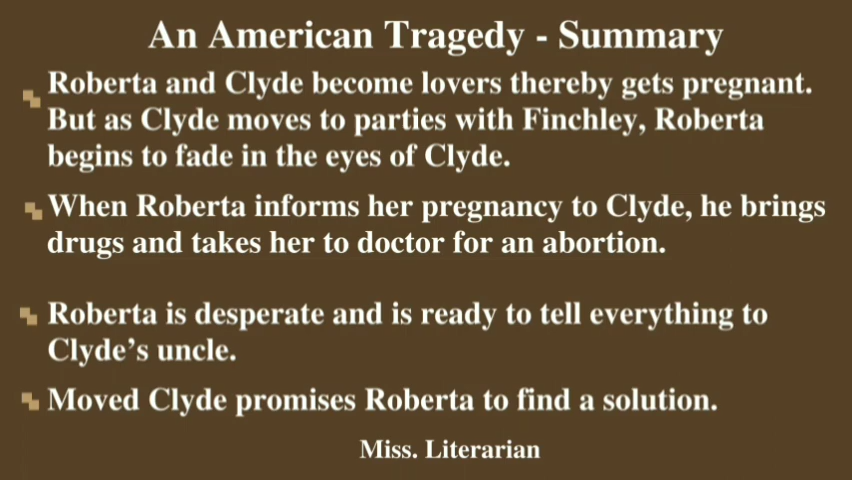 An American Tragedy - Summary
Roberta and Clyde become lovers thereby gets pregnant.
But as Clyde moves to parties with Finchley, Roberta
begins to fade in the eyes of Clyde.
When Roberta informs her pregnancy to Clyde, he brings
drugs and takes her to doctor for an abortion.
Roberta is desperate and is ready to tell everything to
Clyde’s uncle.
Moved Clyde promises Roberta to find a solution.
Miss. Literarian